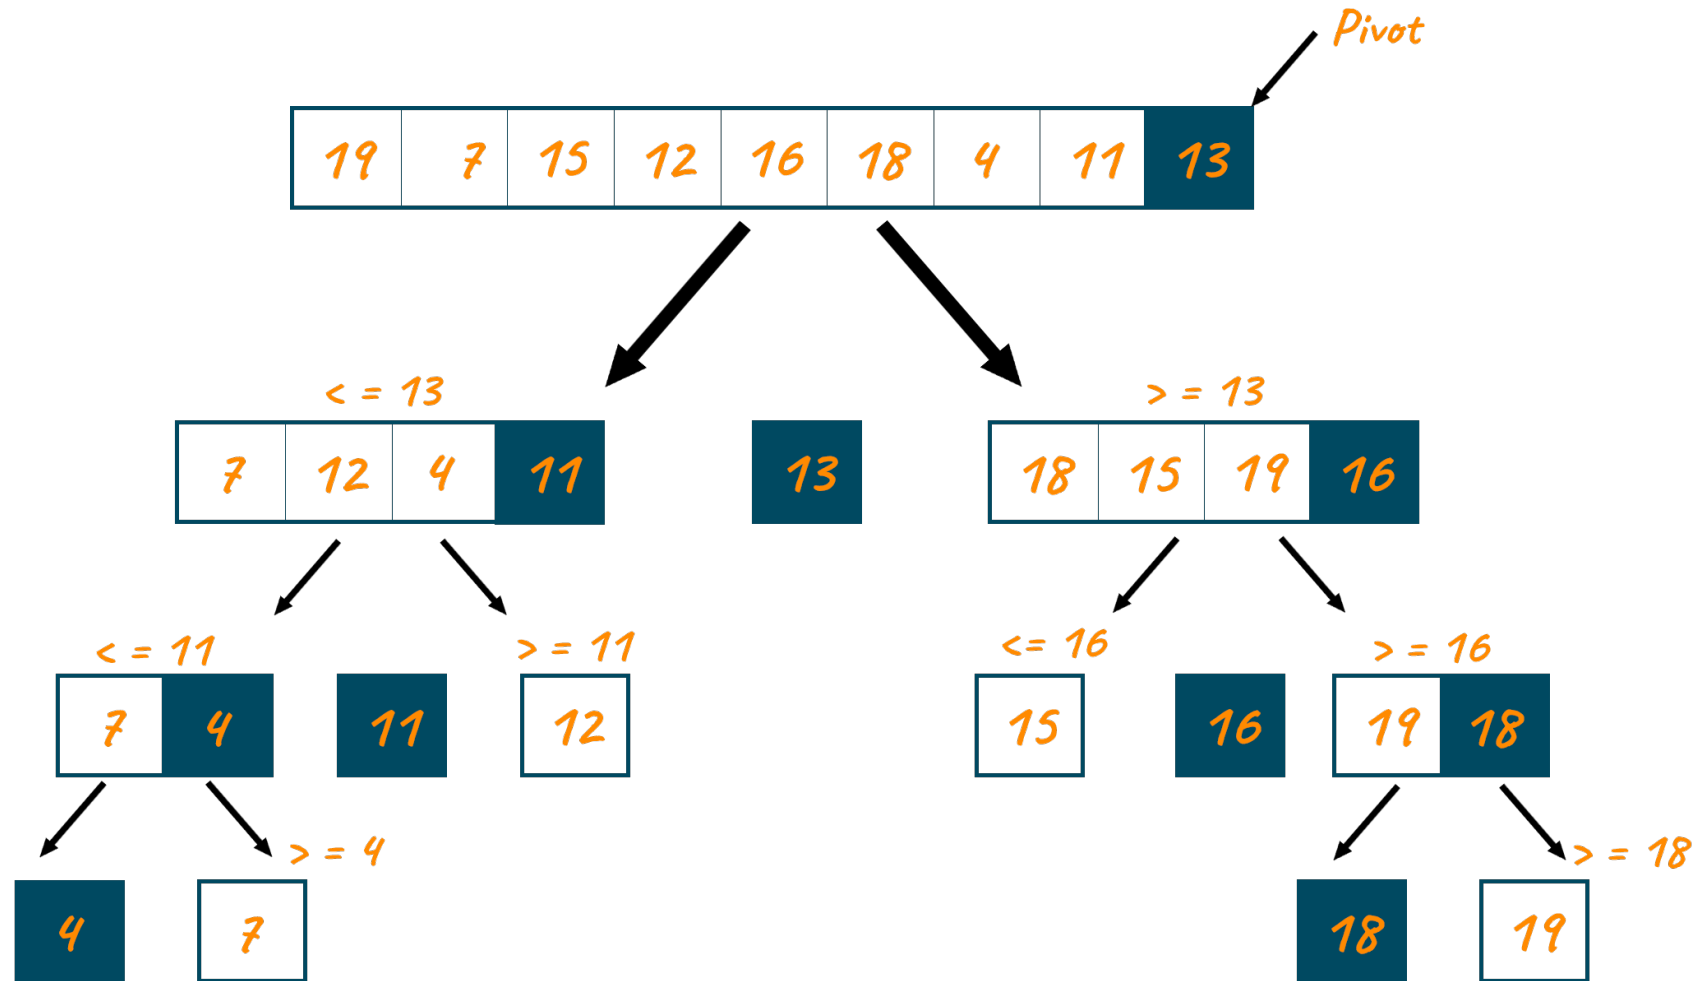 Pivot
19 7 15 12 16 18 4 11 13
< = 13
> = 13
7 12 4 11
13
18 15 19 16
< = 11
> = 11
<= 16
> = 16
7 4
11
12
15
16
19 18
> = 4
> = 18
4
7
18
19